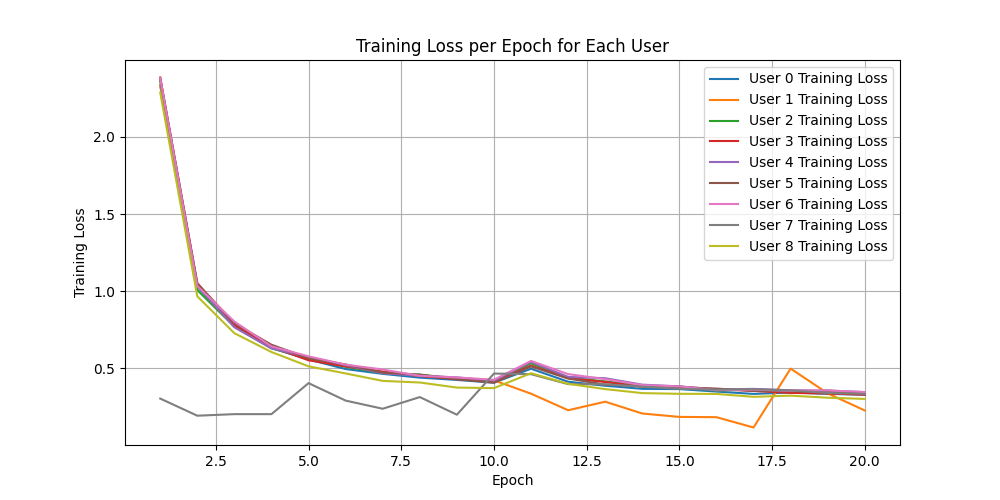 Training Loss per Epoch for Each User
User 0 Training Loss
User 1 Training Loss
User 2 Training Loss
User 3 Training Loss
User 4 Training Loss
User 5 Training Loss
User 6 Training Loss
User 7 Training Loss
User 8 Training Loss
Training Loss
2.0
1.5
1.0
0.5
2.5
5.0
7.5
10.0
12.5
15.0
17.5
20.0
Epoch